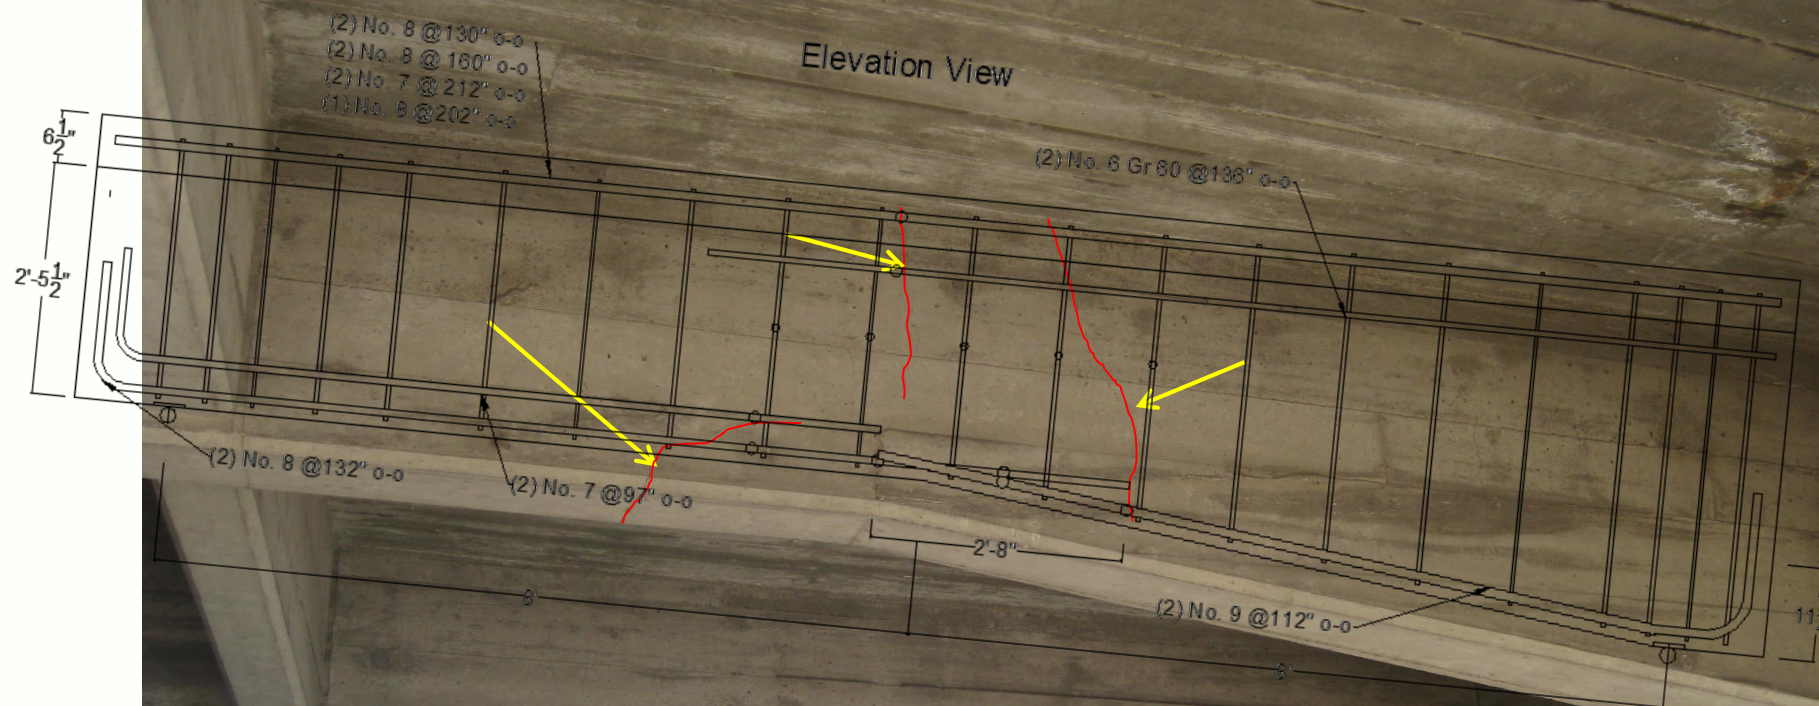 (2) No. 8 @130" o-o
(2) No. 8 @ 160" o-o
(2) No. 7 @ 212" o-o
(1) No. 8 @202" o-o
Elevation View
6 1/2"
(2) No. 6 Gr 60 @136" o-o
2'-5 1/2"
(2) No. 8 @132" o-o
(2) No. 7 @97" o-o
2'-8"
8'
(2) No. 9 @112" o-o
8'